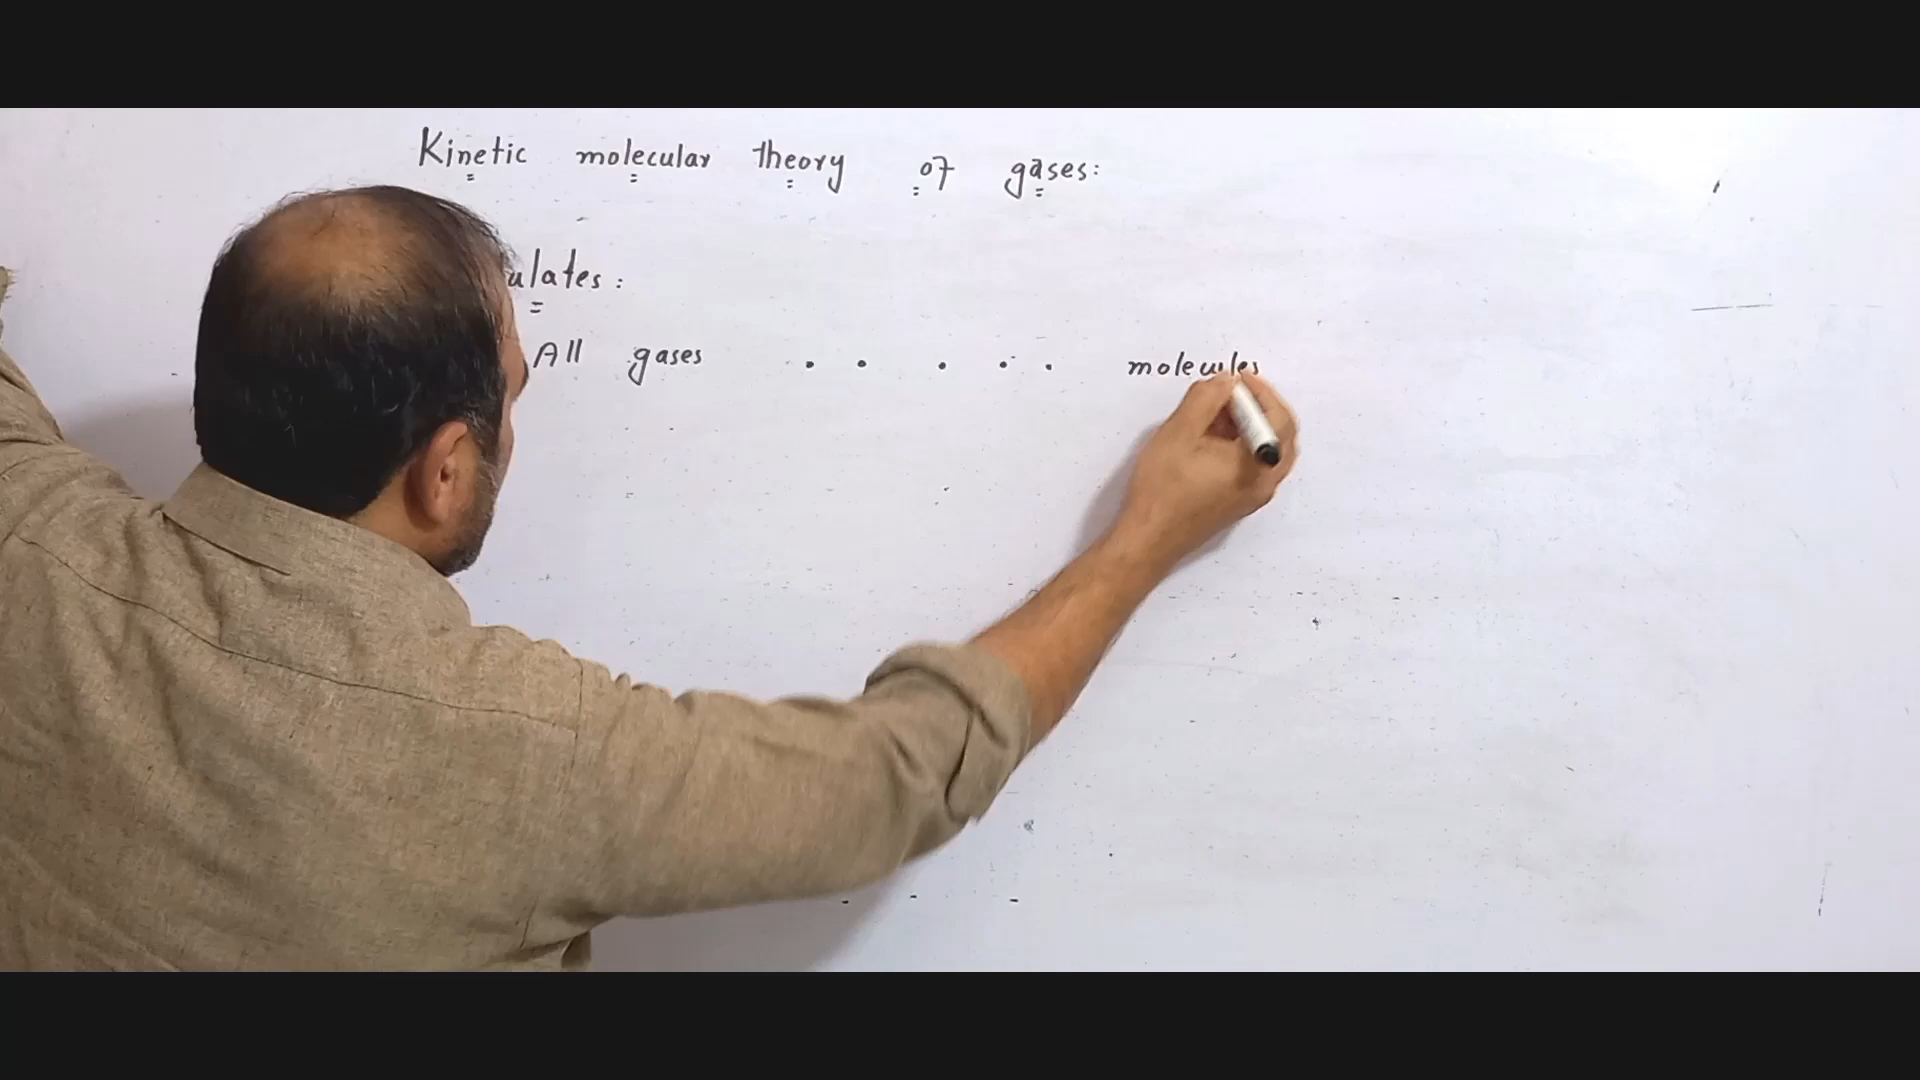 Kinetic molecular theory of gases:
ulates:
All gases . . . . . molecules